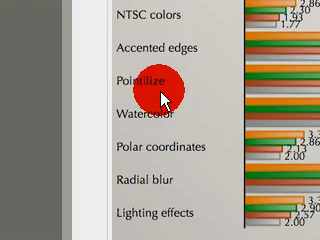 NTSC colors
2.86
2.30
1.93
1.77
Accented edges
Pointilize
Watercolor
Polar coordinates
2.86
2.13
2.00
Radial blur
Lighting effects
2.90
2.57
2.00